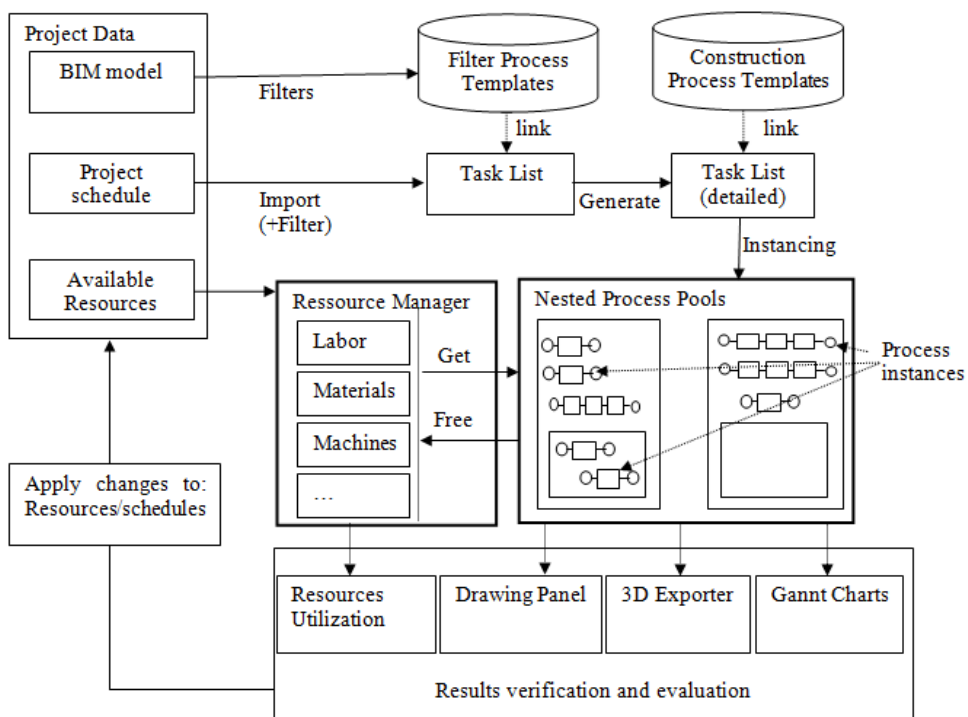 Project Data
BIM model
Filters
Filter Process
Templates
Construction
Process Templates
link
link
Project
schedule
Import
(+Filter)
Task List
Generate
Task List
(detailed)
Instancing
Available
Resources
Ressource Manager
Labor
Materials
Machines
...
Get
Free
Nested Process Pools
Process
instances
Apply changes to:
Resources/schedules
Resources
Utilization
Drawing Panel
3D Exporter
Gannt Charts
Results verification and evaluation